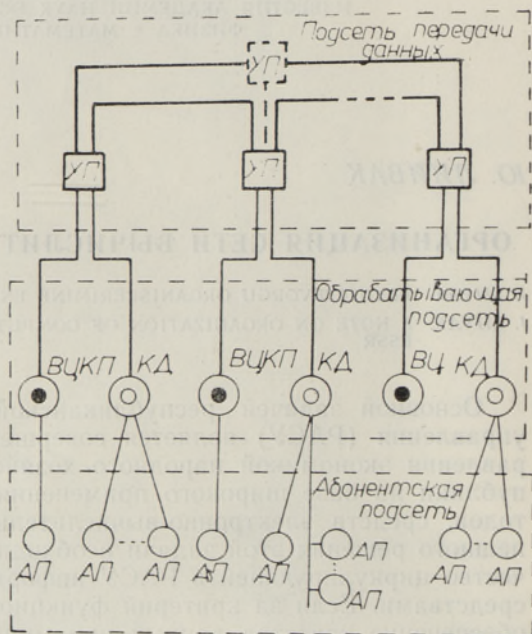 Подсеть передачи
данных
УП
УП УП УП
Обрабатывающая
подсеть
ВЦКП КД ВЦКП КД ВЦ КД
Абонентская
подсеть
АП АП АП АП АП АП АП АП
АП